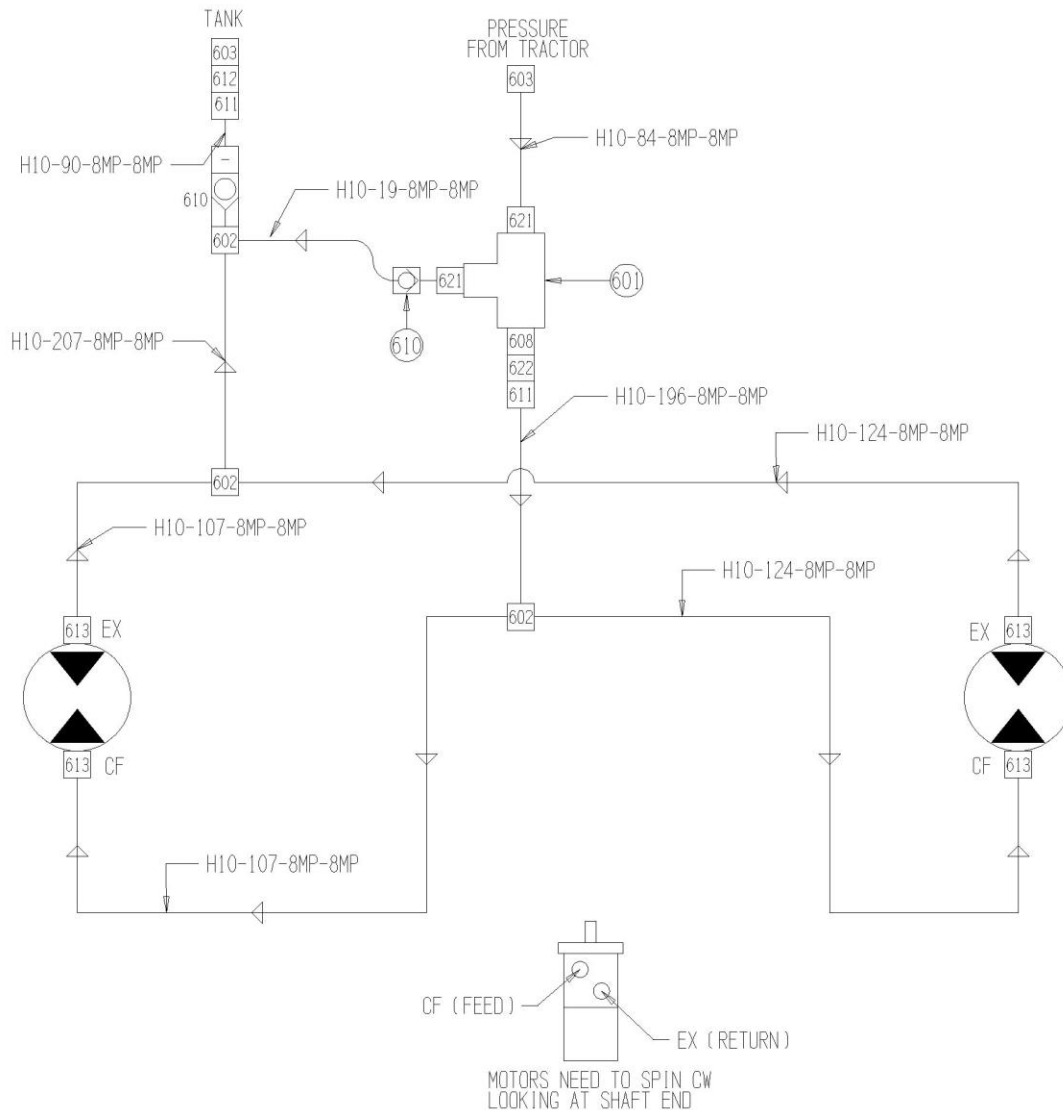 TANK
603
612
611
PRESSURE
FROM TRACTOR
603
H10-84-8MP-8MP
H10-90-8MP-8MP
610
H10-19-8MP-8MP
621
602
621
601
610
H10-207-8MP-8MP
608
622
611
H10-196-8MP-8MP
H10-124-8MP-8MP
602
H10-107-8MP-8MP
H10-124-8MP-8MP
602
613 EX
EX 613
613 CF
CF 613
H10-107-8MP-8MP
CF (FEED)
EX (RETURN)
MOTORS NEED TO SPIN CW
LOOKING AT SHAFT END